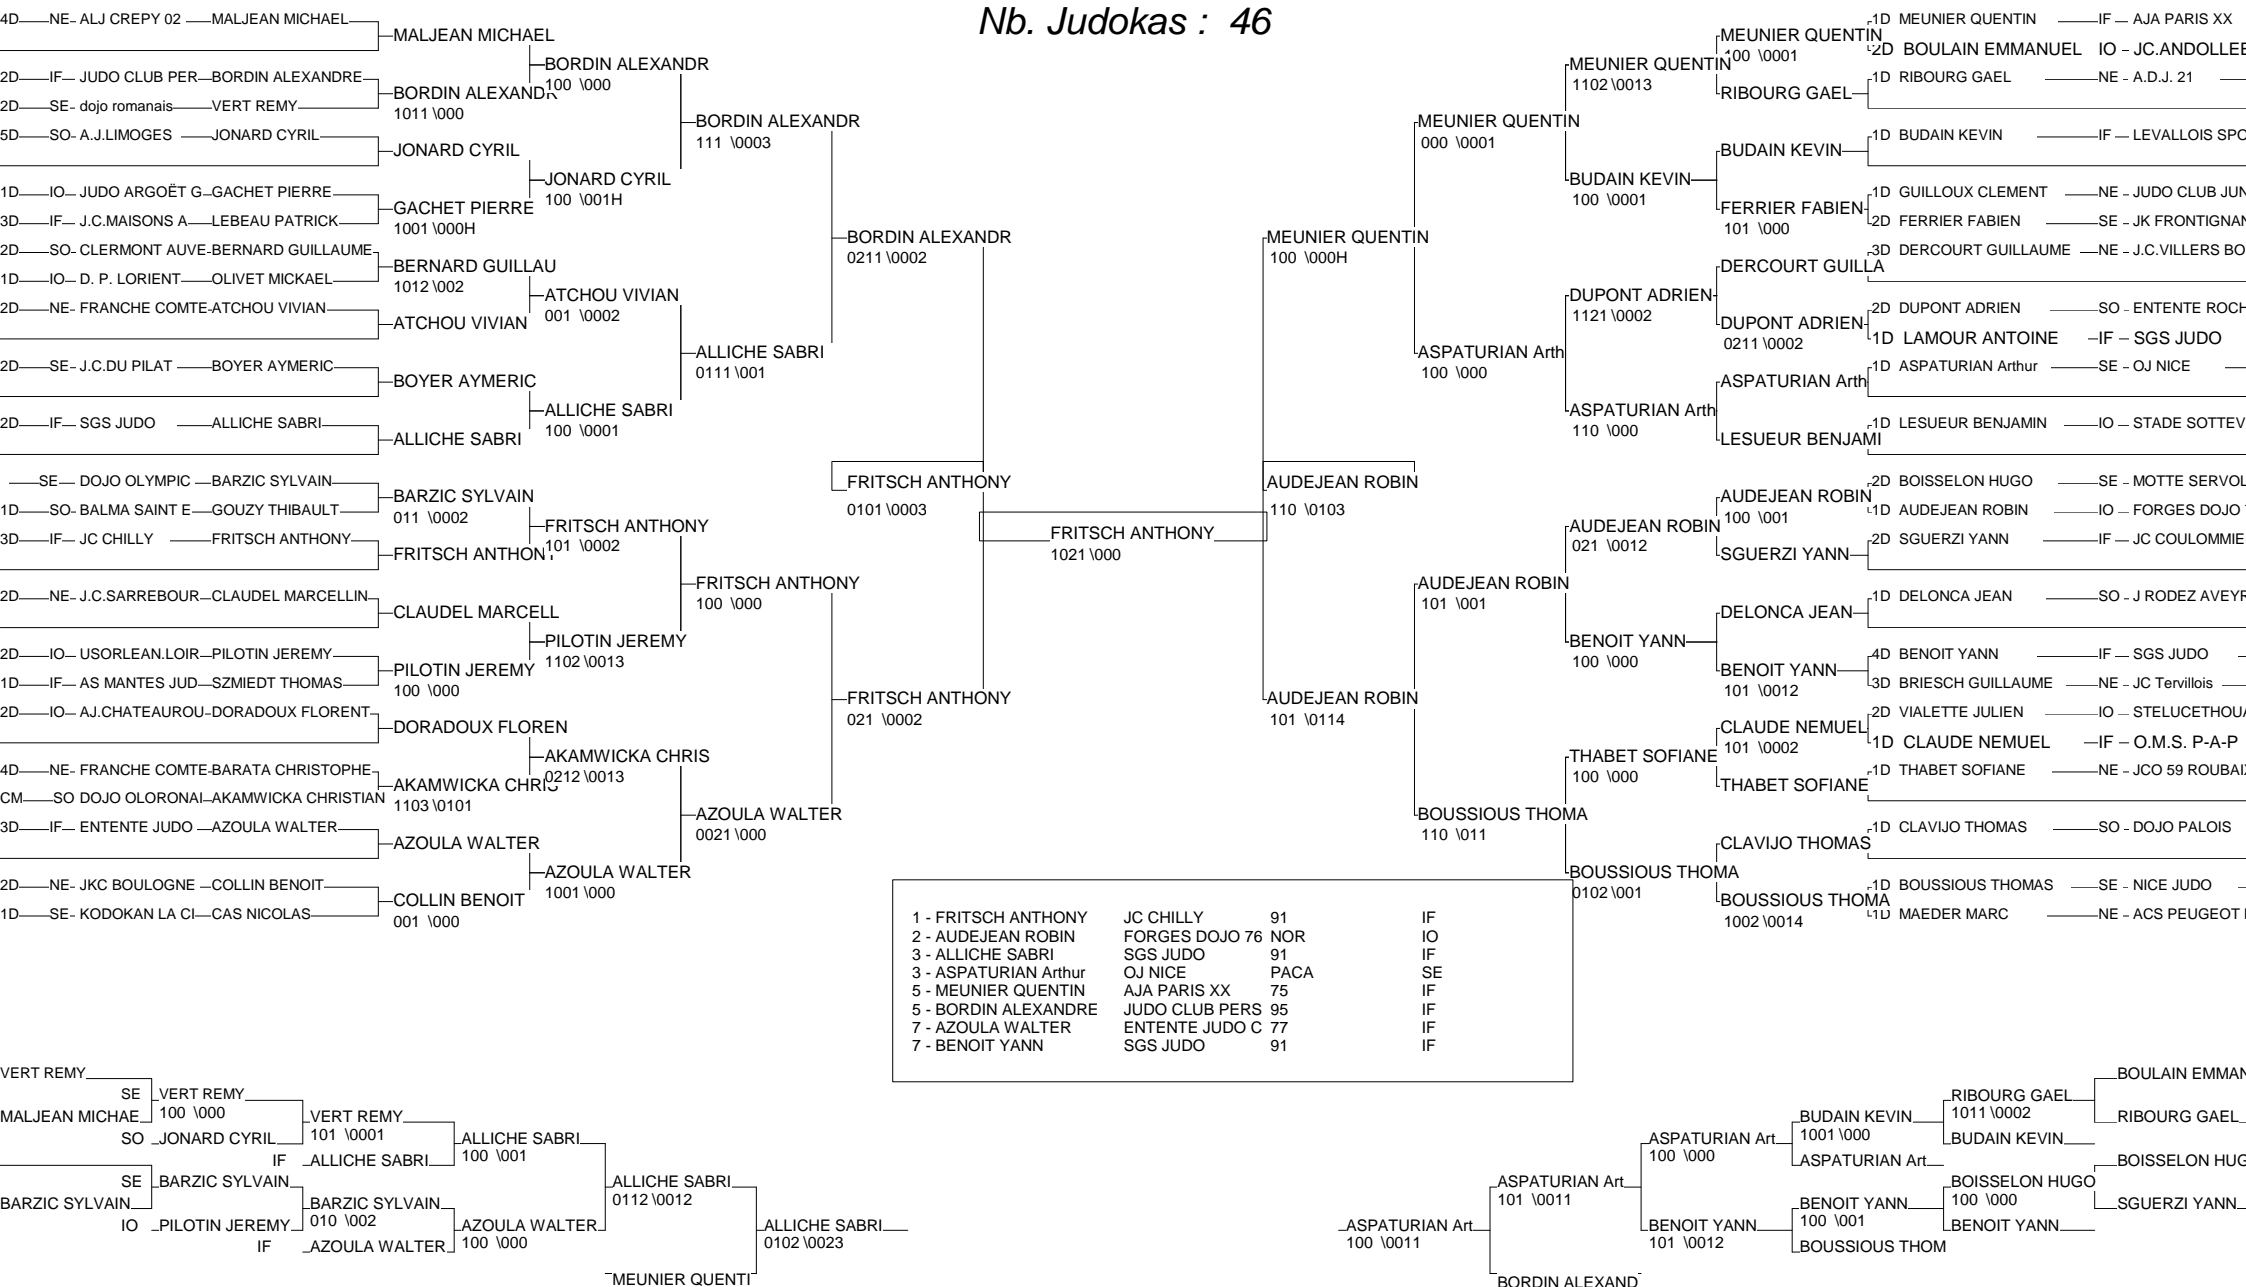 Nb. Judokas : 46
4D NE ALJ CREPY 02 MALJEAN MICHAEL
2D IF JUDO CLUB PER BORDIN ALEXANDRE
2D SE dojo romanais VERT REMY
5D SO A.J.LIMOGES JONARD CYRIL
1D IO JUDO ARGOËT G GACHET PIERRE
3D IF J.C.MAISONS A LEBEAU PATRICK
2D SO CLERMONT AUVE BERNARD GUILLAUME
1D IO D. P. LORIENT OLIVET MICKAEL
2D NE FRANCHE COMTE ATCHOU VIVIAN
2D SE J.C.DU PILAT BOYER AYMERIC
2D IF SGS JUDO ALLICHE SABRI
SE DOJO OLYMPIC BARZIC SYLVAIN
1D SO BALMA SAINT E GOUZY THIBAULT
3D IF JC CHILLY FRITSCH ANTHONY
2D NE J.C.SARREBOUR CLAUDEL MARCELLIN
2D IO USORLEAN.LOIR PILOTIN JEREMY
1D IF AS MANTES JUD SZMIEDT THOMAS
2D IO AJ.CHATEAUROU DORADOUX FLORENT
4D NE FRANCHE COMTE BARATA CHRISTOPHE
CM SO DOJO OLORONAI AKAMWICKA CHRISTIAN
3D IF ENTENTE JUDO AZOULA WALTER
2D NE JKC BOULOGNE COLLIN BENOIT
1D SE KODOKAN LA CI CAS NICOLAS
MALJEAN MICHAEL
BORDIN ALEXANDR
1011 \000
JONARD CYRIL
GACHET PIERRE
1001 \000H
BERNARD GUILLAU
1012 \002
ATCHOU VIVIAN
BOYER AYMERIC
ALLICHE SABRI
BARZIC SYLVAIN
011 \0002
FRITSCH ANTHONY
CLAUDEL MARCELL
PILOTIN JEREMY
100 \000
DORADOUX FLOREN
AKAMWICKA CHRIS
1103 \0101
AZOULA WALTER
COLLIN BENOIT
001 \000
BORDIN ALEXANDR
100 \000
JONARD CYRIL
100 \001H
ATCHOU VIVIAN
001 \0002
ALLICHE SABRI
100 \0001
FRITSCH ANTHONY
101 \0002
PILOTIN JEREMY
1102 \0013
AKAMWICKA CHRIS
0212 \0013
AZOULA WALTER
1001 \000
BORDIN ALEXANDR
111 \0003
ALLICHE SABRI
0111 \001
FRITSCH ANTHONY
100 \000
AZOULA WALTER
0021 \000
BORDIN ALEXANDR
0211 \0002
FRITSCH ANTHONY
0101 \0003
FRITSCH ANTHONY
021 \0002
FRITSCH ANTHONY
1021 \000
MEUNIER QUENTIN
100 \000H
AUDEJEAN ROBIN
110 \0103
AUDEJEAN ROBIN
101 \0114
MEUNIER QUENTIN
000 \0001
ASPATURIAN Arth
100 \000
AUDEJEAN ROBIN
101 \001
BOUSSIOUS THOMA
110 \011
MEUNIER QUENTIN
1102 \0013
BUDAIN KEVIN
100 \0001
DUPONT ADRIEN
1121 \0002
ASPATURIAN Arth
110 \000
AUDEJEAN ROBIN
021 \0012
BENOIT YANN
100 \000
THABET SOFIANE
100 \000
BOUSSIOUS THOMA
0102 \001
MEUNIER QUENTIN
100 \0001
RIBOURG GAEL
BUDAIN KEVIN
FERRIER FABIEN
101 \000
DERCOURT GUILLA
DUPONT ADRIEN
0211 \0002
ASPATURIAN Arth
LESUEUR BENJAMI
AUDEJEAN ROBIN
100 \001
SGUERZI YANN
DELONCA JEAN
BENOIT YANN
101 \0012
CLAUDE NEMUEL
101 \0002
THABET SOFIANE
CLAVIJO THOMAS
BOUSSIOUS THOMA
1002 \0014
1D MEUNIER QUENTIN IF AJA PARIS XX
2D BOULAIN EMMANUEL IO JC.ANDOLLE
1D RIBOURG GAEL NE A.D.J. 21
1D BUDAIN KEVIN IF LEVALLOIS SPO
1D GUILLOUX CLEMENT NE JUDO CLUB JUN
2D FERRIER FABIEN SE JK FRONTIGNAN
3D DERCOURT GUILLAUME NE J.C.VILLERS BO
2D DUPONT ADRIEN SO ENTENTE ROCH
1D LAMOUR ANTOINE IF SGS JUDO
1D ASPATURIAN Arthur SE OJ NICE
1D LESUEUR BENJAMIN IO STADE SOTTEV
2D BOISSELON HUGO SE MOTTE SERVOL
1D AUDEJEAN ROBIN IO FORGES DOJO
2D SGUERZI YANN IF JC COULOMMIE
1D DELONCA JEAN SO J RODEZ AVEYR
4D BENOIT YANN IF SGS JUDO
3D BRIESCH GUILLAUME NE JC Tervillois
2D VIALETTE JULIEN IO STELUCETHOUA
1D CLAUDE NEMUEL IF O.M.S. P-A-P
1D THABET SOFIANE NE JCO 59 ROUBAIX
1D CLAVIJO THOMAS SO DOJO PALOIS
1D BOUSSIOUS THOMAS SE NICE JUDO
1D MAEDER MARC NE ACS PEUGEOT
1 - FRITSCH ANTHONY JC CHILLY 91 IF
2 - AUDEJEAN ROBIN FORGES DOJO 76 NOR IO
3 - ALLICHE SABRI SGS JUDO 91 IF
3 - ASPATURIAN Arthur OJ NICE PACA SE
5 - MEUNIER QUENTIN AJA PARIS XX 75 IF
5 - BORDIN ALEXANDRE JUDO CLUB PERS 95 IF
7 - AZOULA WALTER ENTENTE JUDO C 77 IF
7 - BENOIT YANN SGS JUDO 91 IF
VERT REMY
SE VERT REMY
100 \000
MALJEAN MICHAE
VERT REMY
101 \0001
SO JONARD CYRIL
ALLICHE SABRI
100 \001
IF ALLICHE SABRI
SE BARZIC SYLVAIN
ALLICHE SABRI
0112 \0012
BARZIC SYLVAIN
BARZIC SYLVAIN
010 \002
IO PILOTIN JEREMY
AZOULA WALTER
100 \000
ALLICHE SABRI
0102 \0023
IF AZOULA WALTER
MEUNIER QUENTI
BOULAIN EMMAN
RIBOURG GAEL
1011 \0002
BUDAIN KEVIN
1001 \000
RIBOURG GAEL
ASPATURIAN Art
100 \000
BUDAIN KEVIN
ASPATURIAN Art
BOISSELON HUG
ASPATURIAN Art
101 \0011
BOISSELON HUGO
100 \000
BENOIT YANN
100 \001
SGUERZI YANN
ASPATURIAN Art
100 \0011
BENOIT YANN
101 \0012
BENOIT YANN
BOUSSIOUS THOM
BORDIN ALEXAND